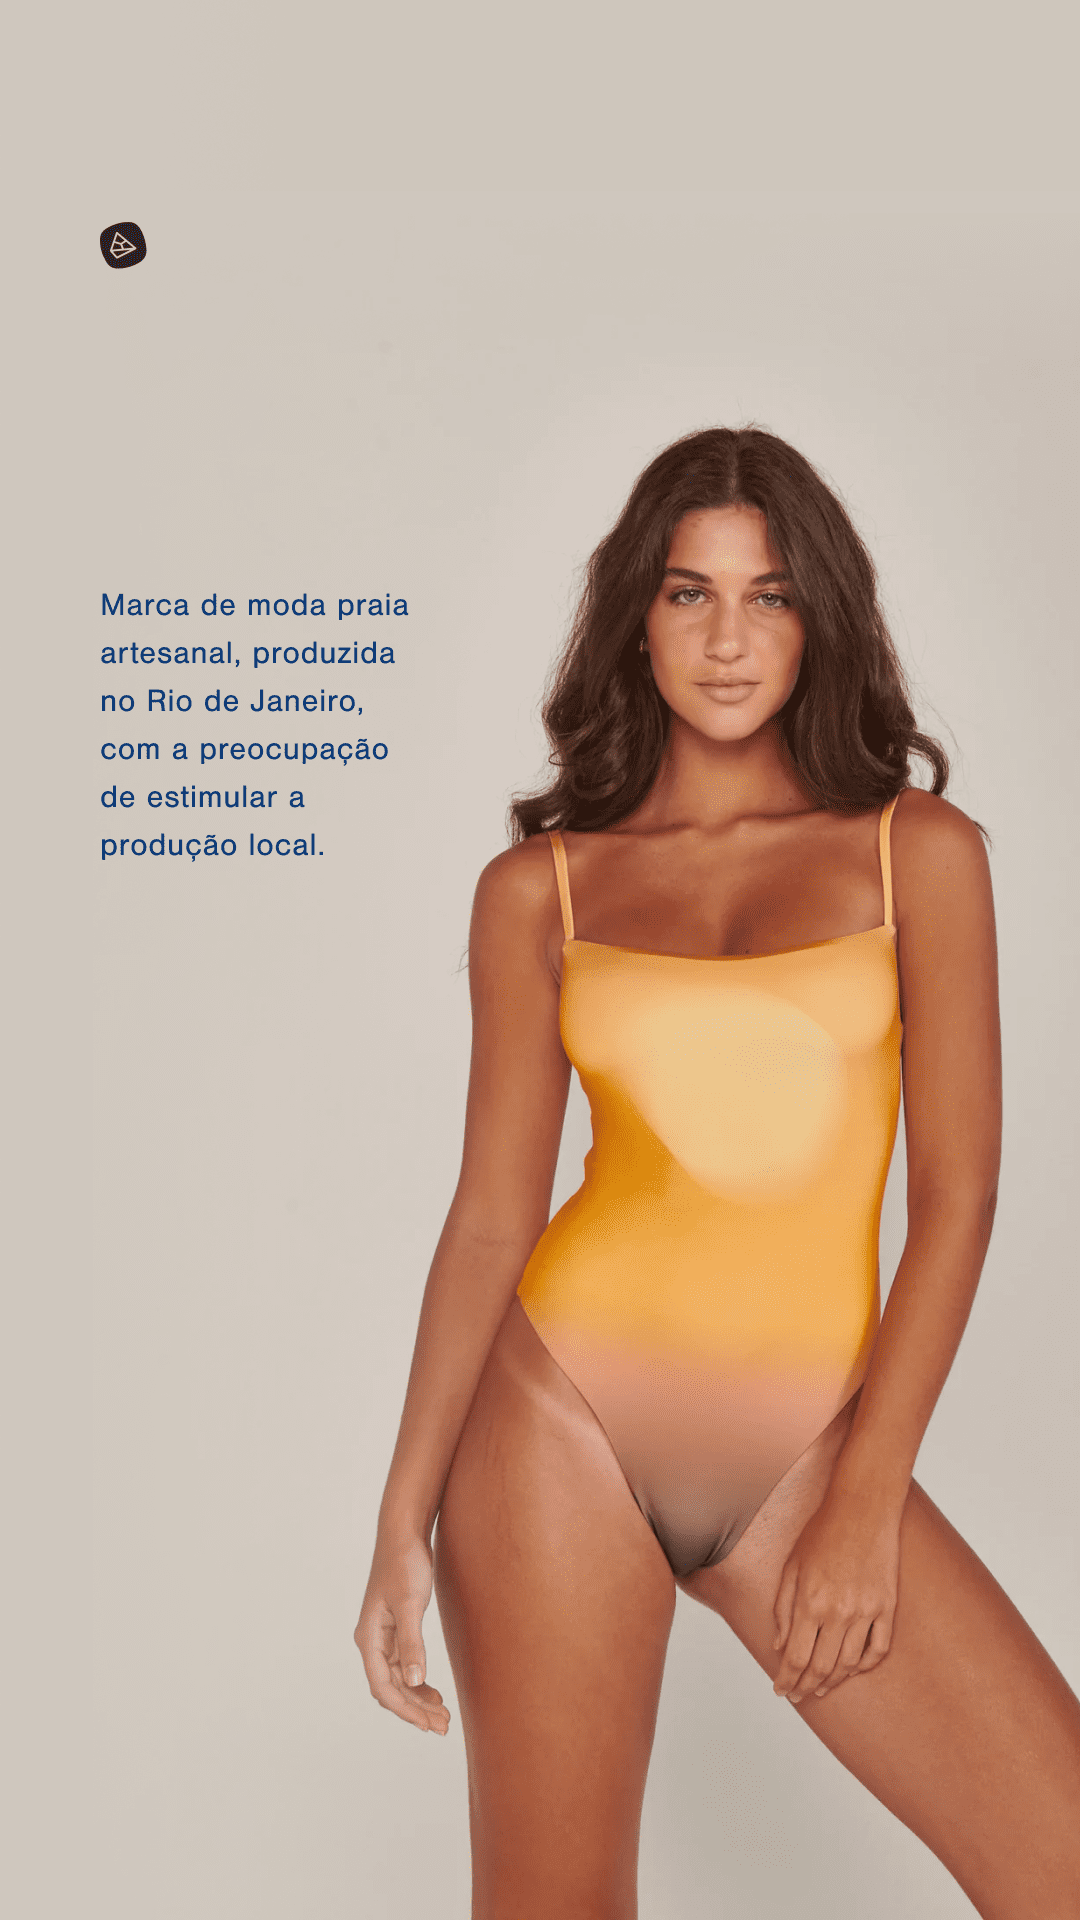 Marca de moda praia
artesanal, produzida
no Rio de Janeiro,
com a preocupação
de estimular a
produção local.